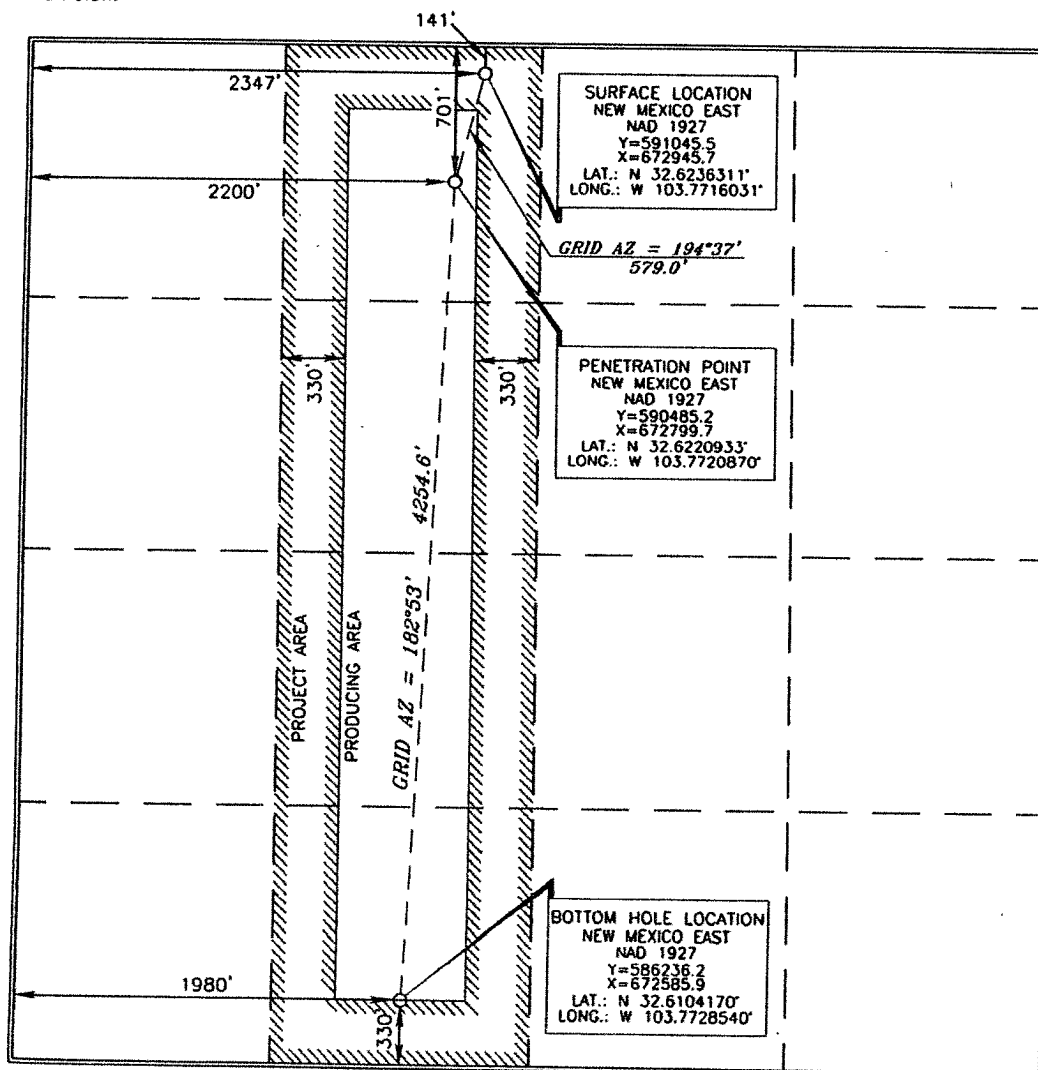 141'
2347'
701'
SURFACE LOCATION
NEW MEXICO EAST
NAD 1927
Y=591045.5
X=672945.7
LAT.: N 32.6236311°
LONG.: W 103.7716031°
2200'
GRID AZ = 194°37'
579.0'
PENETRATION POINT
NEW MEXICO EAST
NAD 1927
Y=590485.2
X=672799.7
LAT.: N 32.6220933°
LONG.: W 103.7720870°
330'
330'
PROJECT AREA
PRODUCING AREA
GRID AZ = 182°53' 4254.6'
BOTTOM HOLE LOCATION
NEW MEXICO EAST
NAD 1927
Y=586236.2
X=672585.9
LAT.: N 32.6104170°
LONG.: W 103.7728540°
1980'
330'